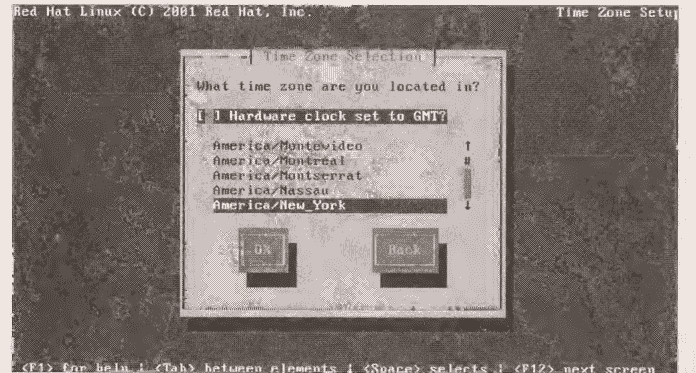 Red Hat Linux (C) 2001 Red Hat, Inc. Time Zone Setup
Time Zone Selection
What time zone are you located in?
[ ] Hardware clock set to GMT?
America/Montevideo ↑
America/Montreal #
America/Montserrat
America/Nassau
America/New_York ↓
OK Back
<F1> for help | <Tab> between elements | <Space> selects | <F12> next screen